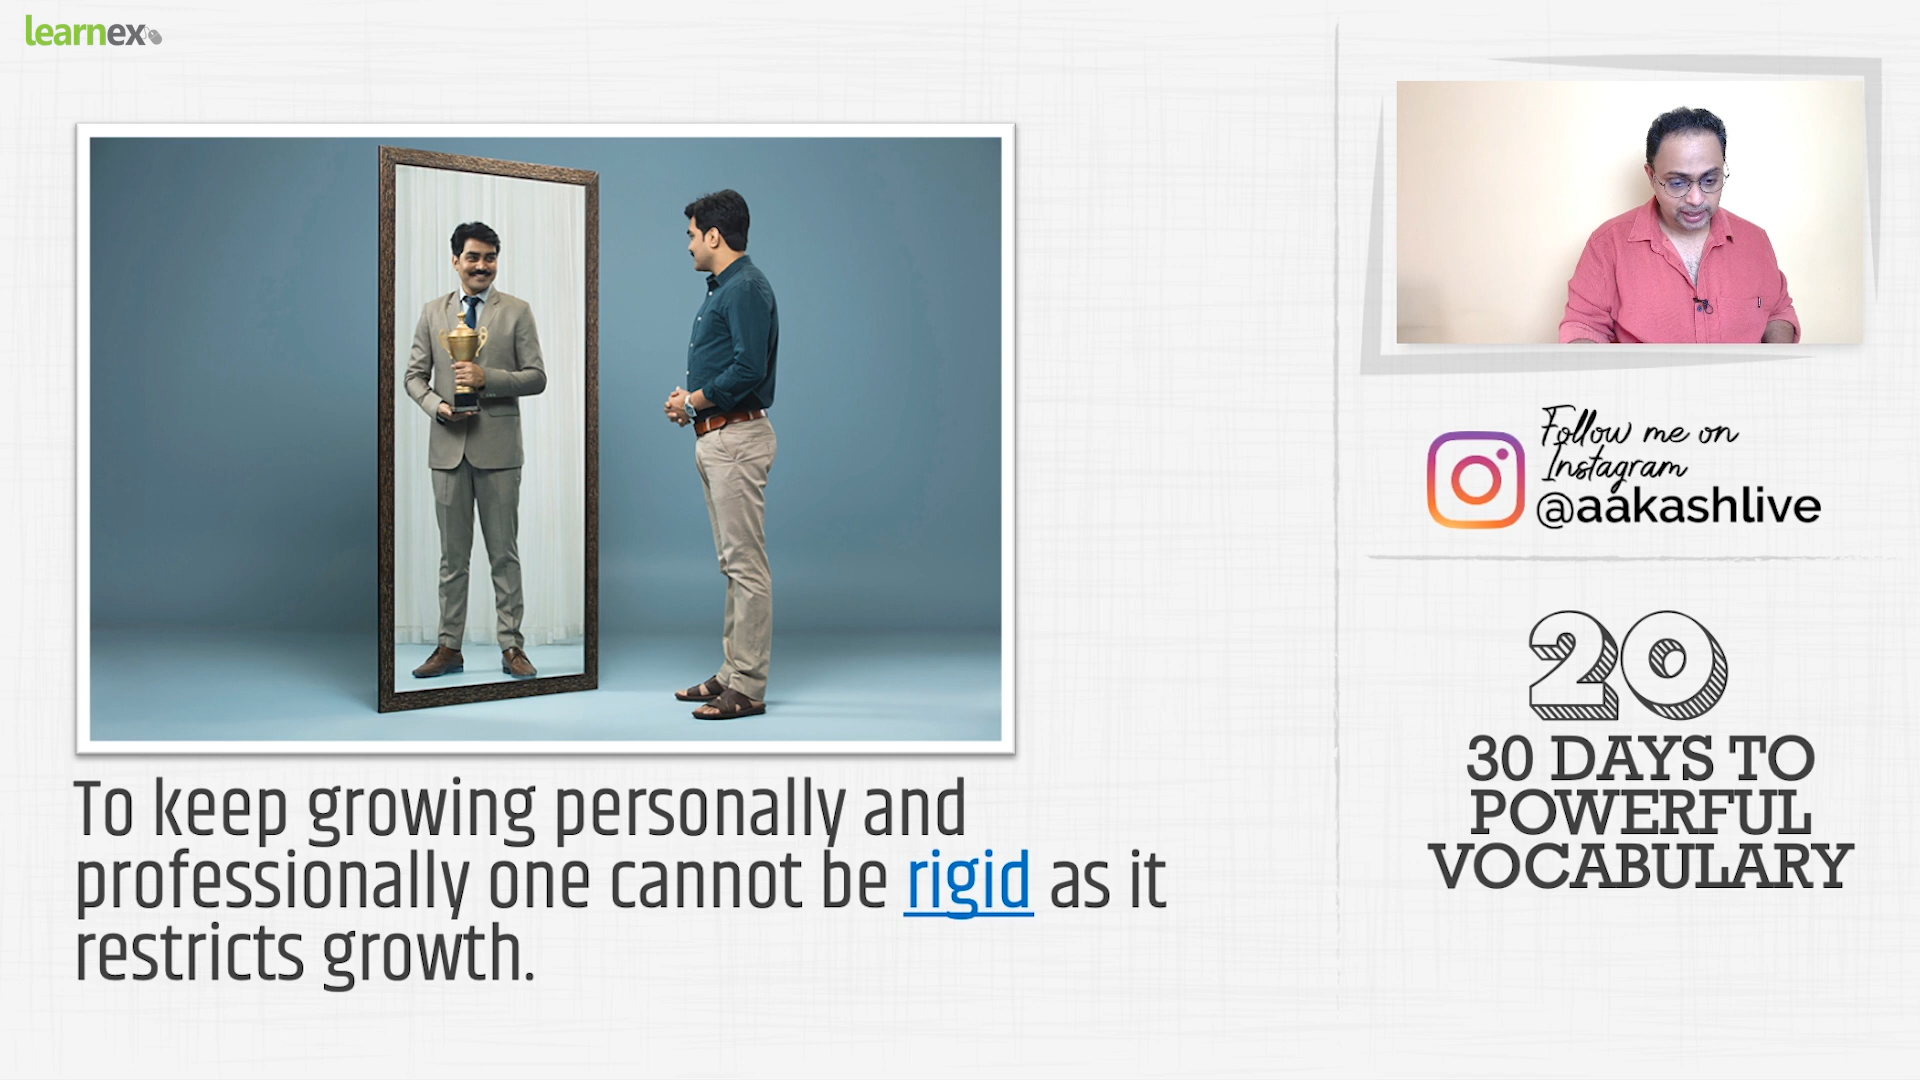 learnex
To keep growing personally and
professionally one cannot be rigid as it
restricts growth.
Follow me on
Instagram
@aakashlive
20
30 DAYS TO
POWERFUL
VOCABULARY